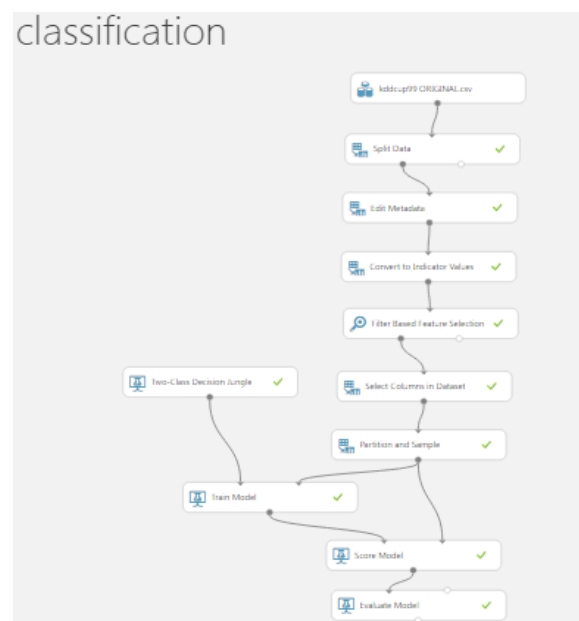 classification
kddcup99 ORIGINAL.csv
Split Data
Edit Metadata
Convert to Indicator Values
Filter Based Feature Selection
Two-Class Decision Jungle
Select Columns in Dataset
Partition and Sample
Train Model
Score Model
Evaluate Model